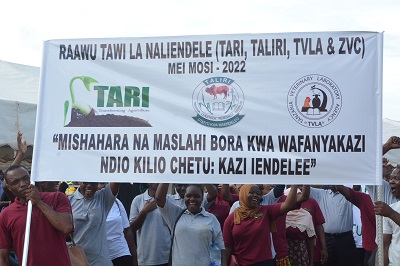 RAAWU TAWI LA NALIENDELE (TARI, TALIRI, TVLA & ZVC)
MEI MOSI - 2022
TARI
TALIRI
VETERINARY LABORATORY
TVLA
"MISHAHARA NA MASLAHI BORA KWA WAFANYAKAZI
NDIO KILIO CHETU: KAZI IENDELEE"